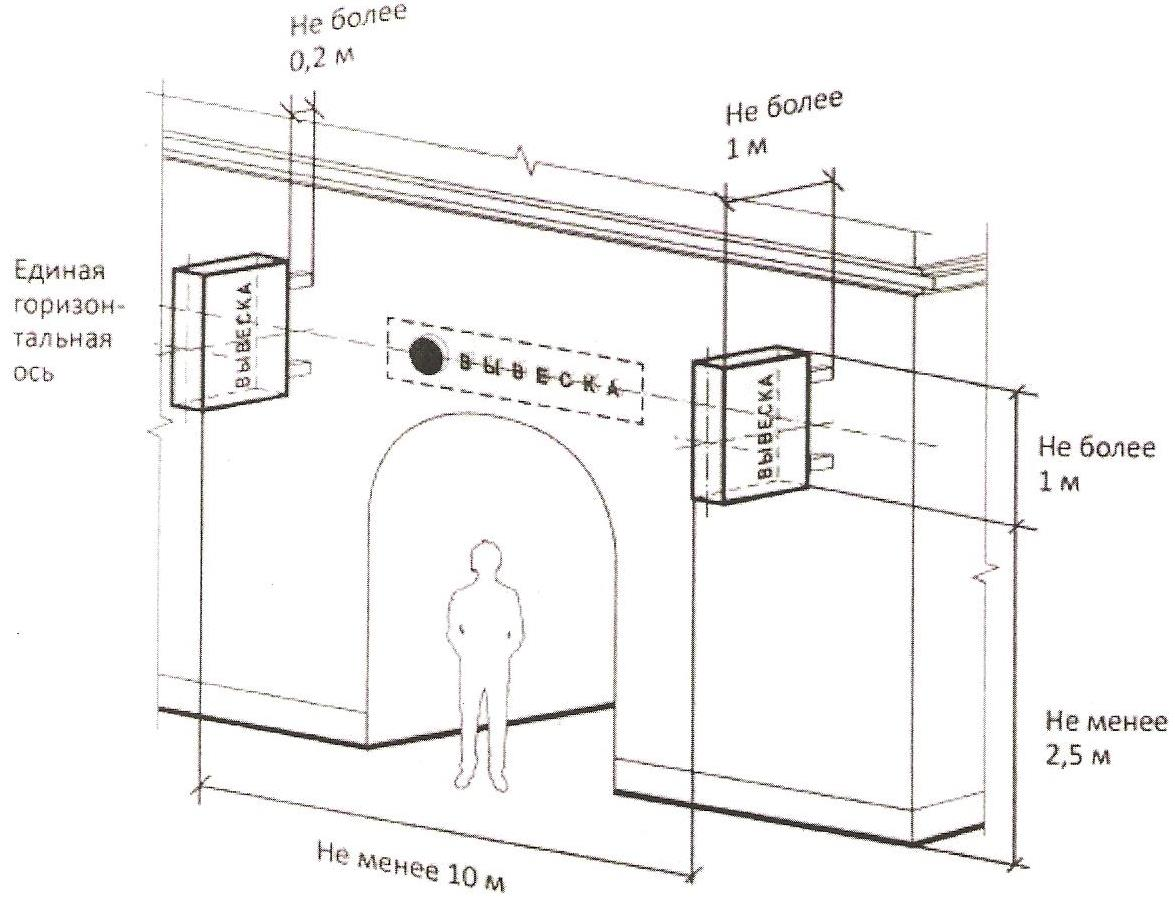 Не более
0,2 м
Не более
1 м
Единая
горизон-
тальная
ось
ВЫВЕСКА
ВЫВЕСКА
ВЫВЕСКА
Не более
1 м
Не менее
2,5 м
Не менее 10 м